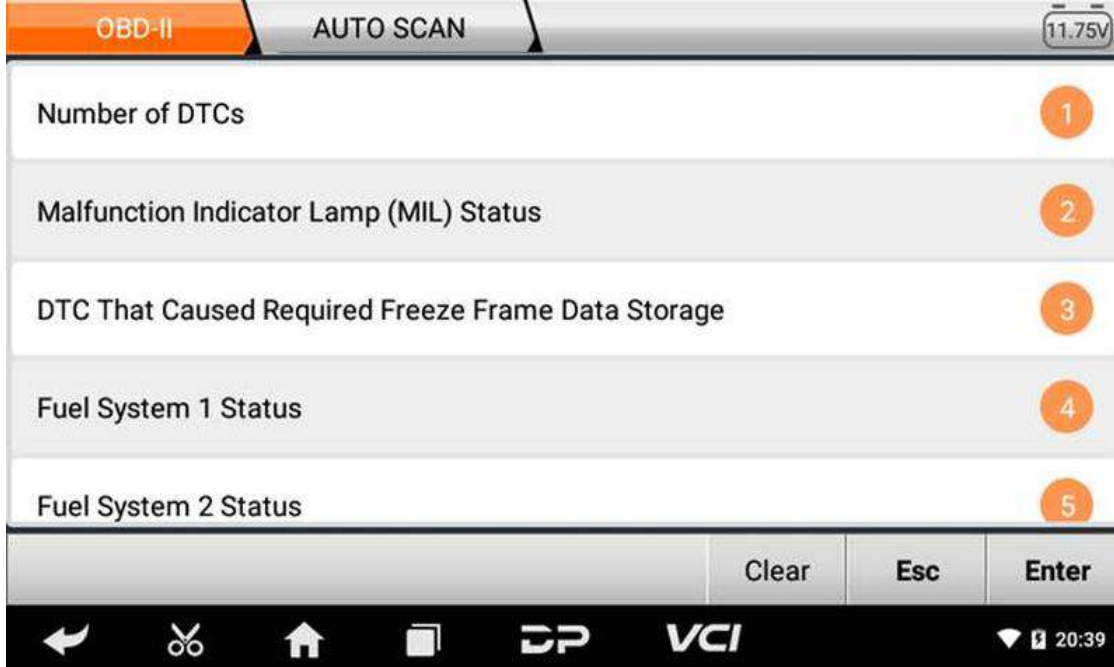 OBD-II AUTO SCAN 11.75V
Number of DTCs 1
Malfunction Indicator Lamp (MIL) Status 2
DTC That Caused Required Freeze Frame Data Storage 3
Fuel System 1 Status 4
Fuel System 2 Status 5
Clear Esc Enter
DP VCI 20:39